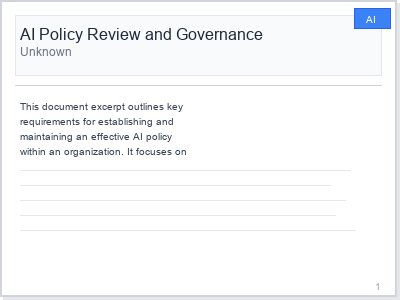 AI
AI Policy Review and Governance
Unknown
This document excerpt outlines key
requirements for establishing and
maintaining an effective AI policy
within an organization. It focuses on
1